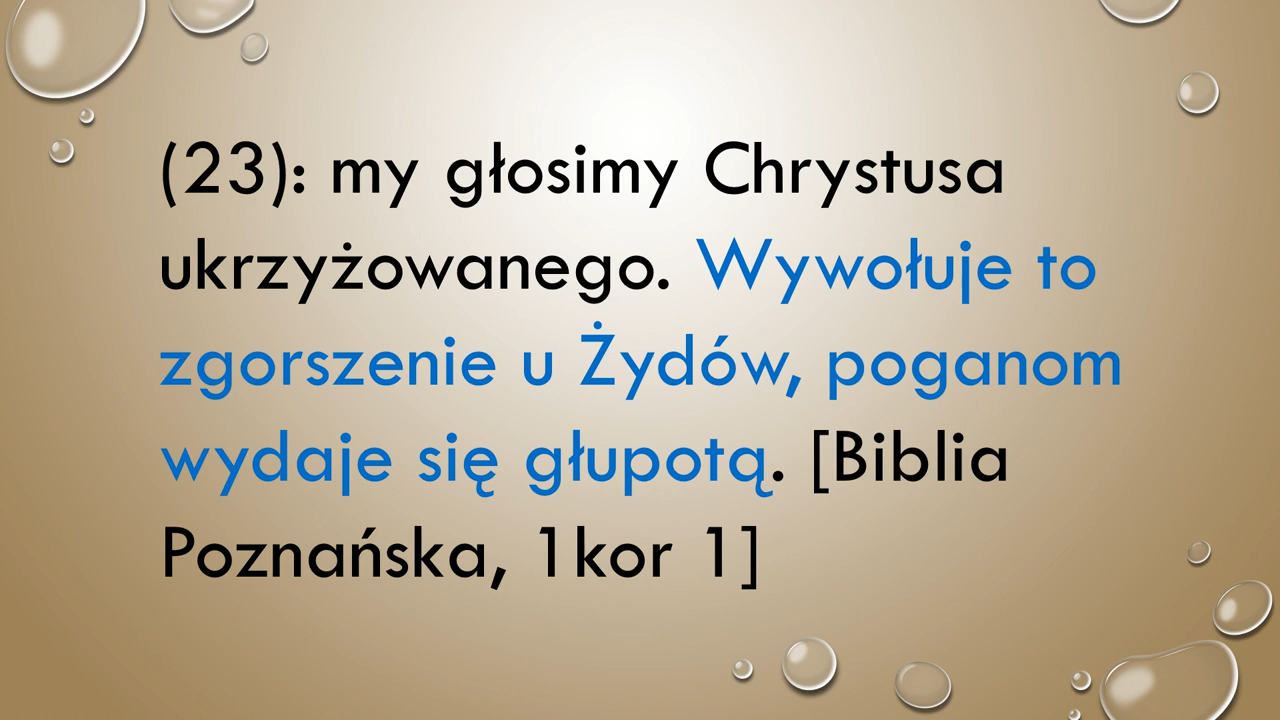 (23): my głosimy Chrystusa
ukrzyżowanego. Wywołuje to
zgorszenie u Żydów, poganom
wydaje się głupotą. [Biblia
Poznańska, 1kor 1]